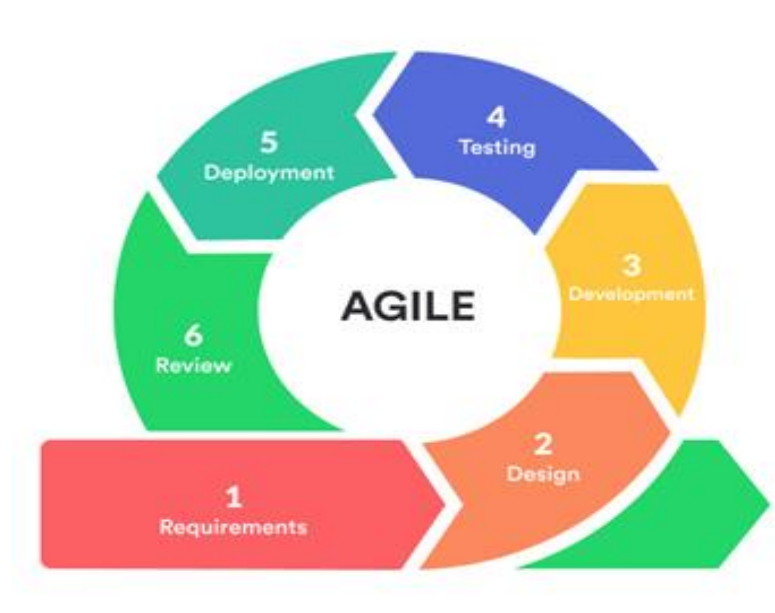 1
Requirements
2
Design
3
Development
4
Testing
5
Deployment
6
Review
AGILE